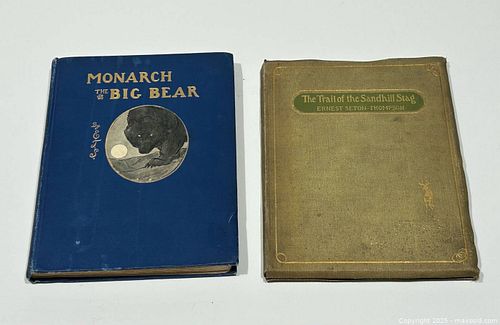 MONARCH
THE BIG BEAR
The Trail of the Sandhill Stag
ERNEST SETON-THOMPSON
Copyright 2025 - maxsold.com